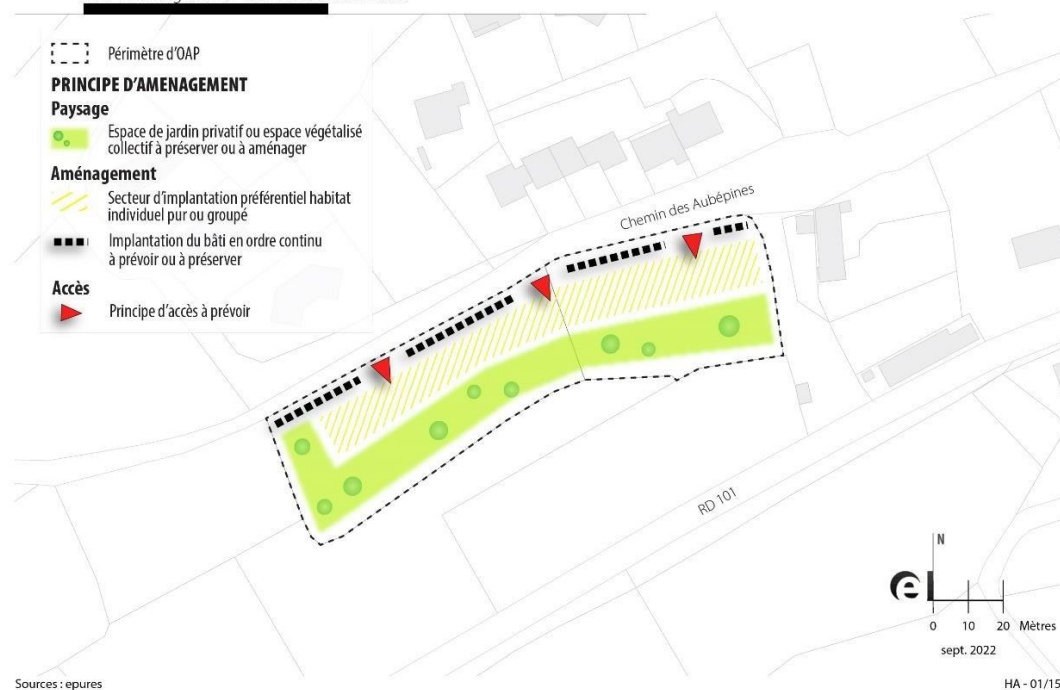 Périmètre d'OAP
PRINCIPE D'AMENAGEMENT
Paysage
Espace de jardin privatif ou espace végétalisé
collectif à préserver ou à aménager
Aménagement
Secteur d'implantation préférentiel habitat
individuel pur ou groupé
Implantation du bâti en ordre continu
à prévoir ou à préserver
Accès
Principe d'accès à prévoir
Chemin des Aubépines
RD 101
N
0 10 20 Mètres
sept. 2022
Sources : epures
HA - 01/15